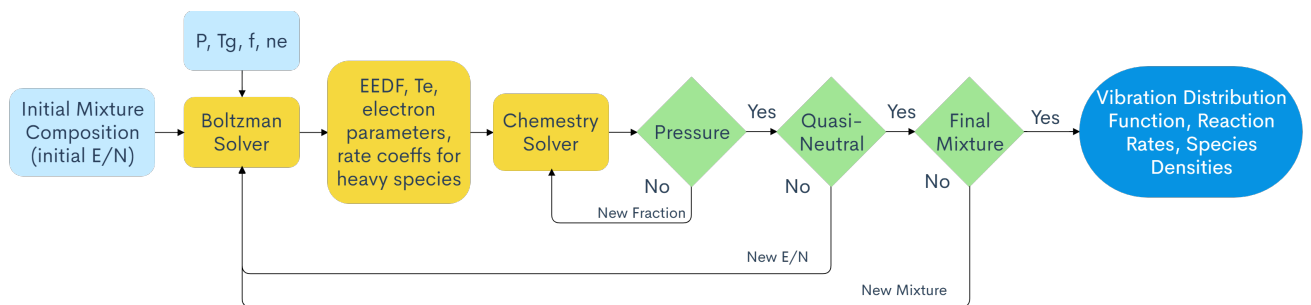 P, Tg, f, ne
Initial Mixture
Composition
(initial E/N)
Boltzman
Solver
EEDF, Te,
electron
parameters,
rate coeffs for
heavy species
Chemestry
Solver
Pressure
Yes
No
New Fraction
Quasi-
Neutral
Yes
No
New E/N
Final
Mixture
Yes
No
New Mixture
Vibration Distribution
Function, Reaction
Rates, Species
Densities